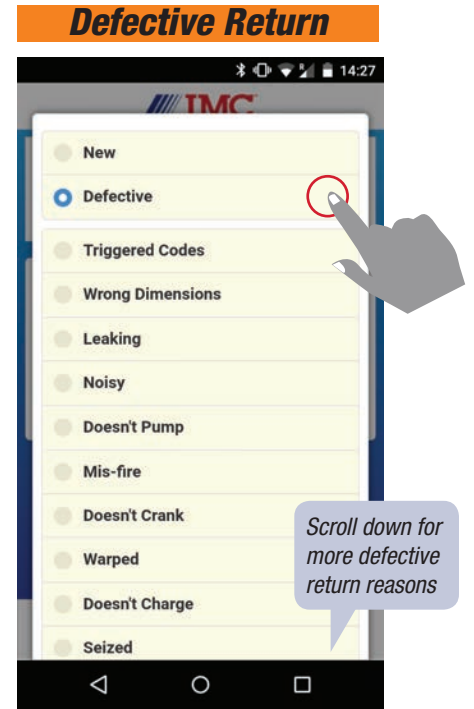 Defective Return
14:27
IMC
New
Defective
Triggered Codes
Wrong Dimensions
Leaking
Noisy
Doesn't Pump
Mis-fire
Doesn't Crank
Warped
Doesn't Charge
Seized
Scroll down for
more defective
return reasons